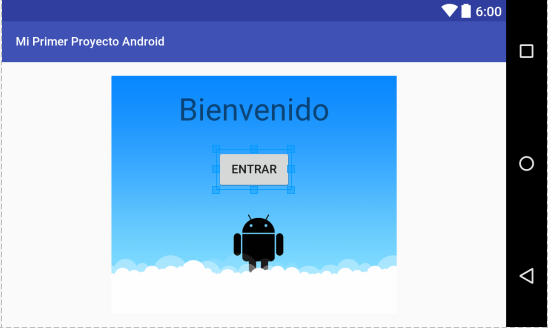 6:00
Mi Primer Proyecto Android
Bienvenido
ENTRAR